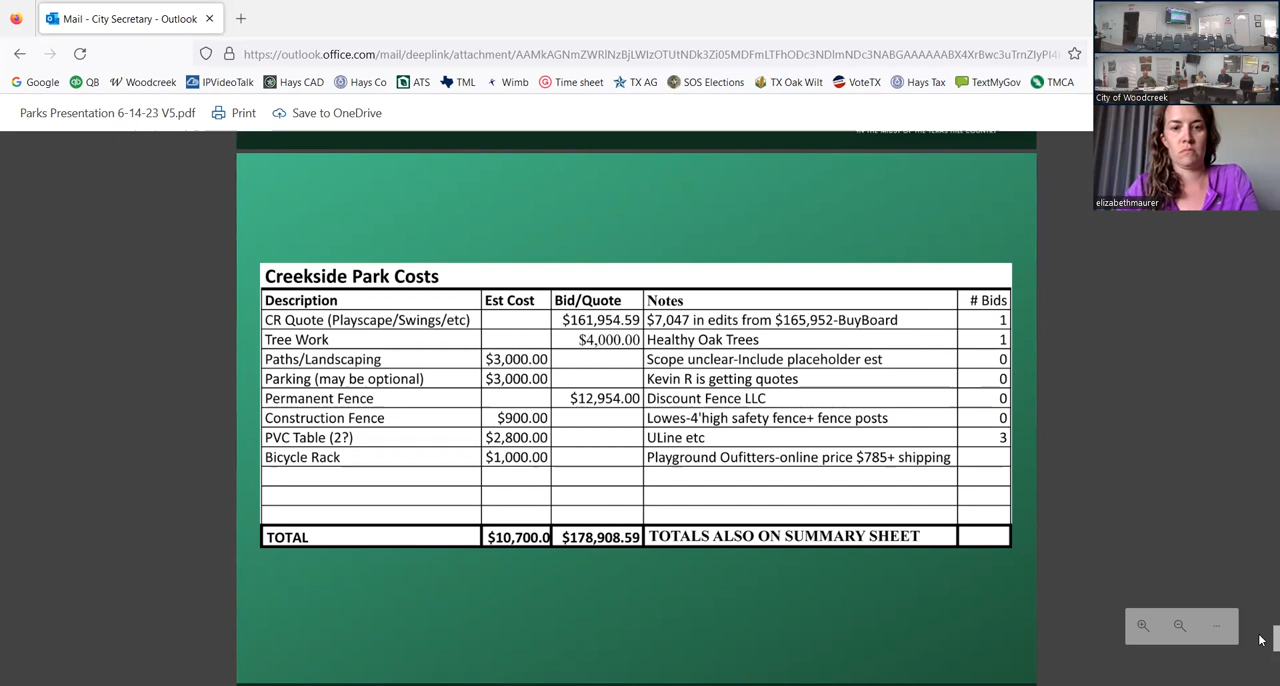 Mail - City Secretary - Outlook
https://outlook.office.com/mail/deeplink/attachment/
Google QB Woodcreek IPVideoTalk Hays CAD Hays Co ATS TML Wimb Time sheet TX AG SOS Elections TX Oak Wilt VoteTX Hays Tax TextMyGov TMCA
City of Woodcreek
Parks Presentation 6-14-23 V5.pdf Print Save to OneDrive
IN THE MIDST OF THE TEXAS HILL COUNTRY
elizabethmaurer
Creekside Park Costs
Description Est Cost Bid/Quote Notes # Bids
CR Quote (Playscape/Swings/etc) $161,954.59 $7,047 in edits from $165,952-BuyBoard 1
Tree Work $4,000.00 Healthy Oak Trees 1
Paths/Landscaping $3,000.00 Scope unclear-Include placeholder est 0
Parking (may be optional) $3,000.00 Kevin R is getting quotes 0
Permanent Fence $12,954.00 Discount Fence LLC 0
Construction Fence $900.00 Lowes-4'high safety fence+ fence posts 0
PVC Table (2?) $2,800.00 ULine etc 3
Bicycle Rack $1,000.00 Playground Oufitters-online price $785+ shipping
TOTAL $10,700.0 $178,908.59 TOTALS ALSO ON SUMMARY SHEET